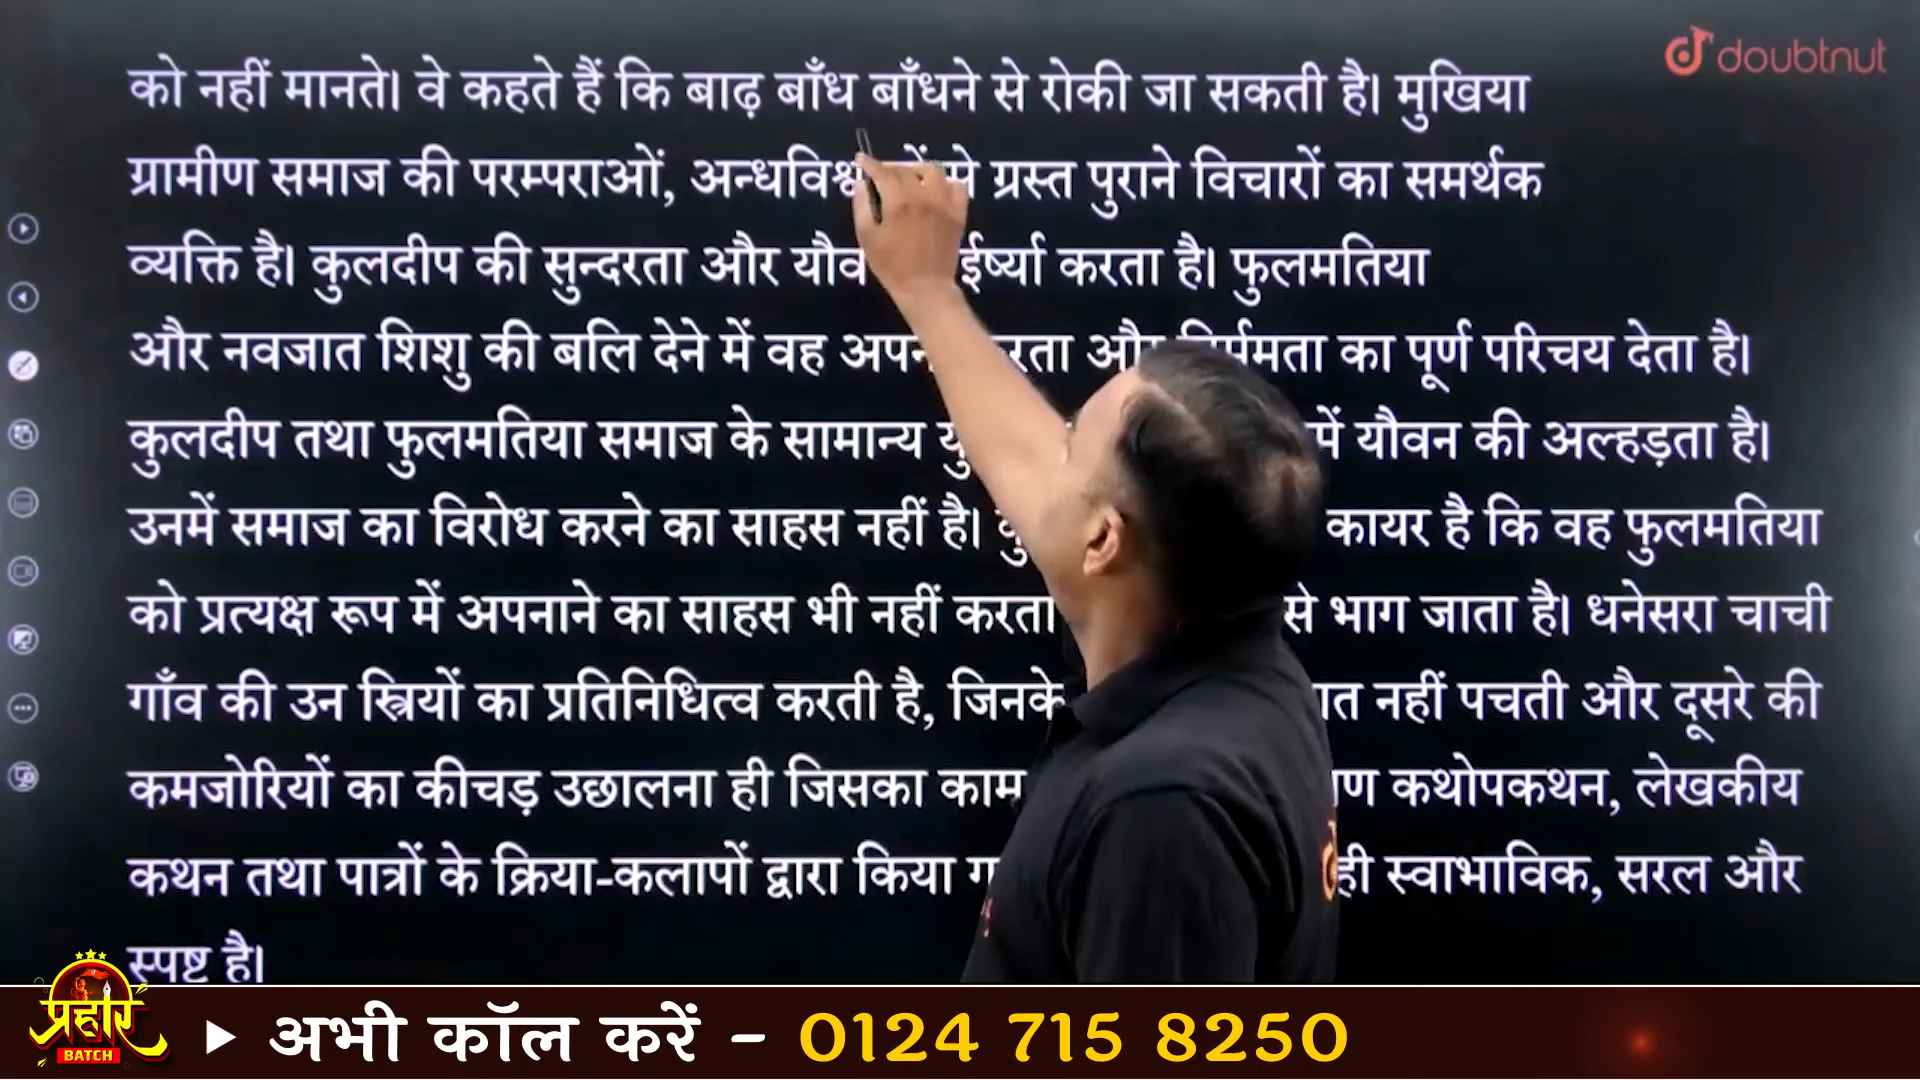 doubtnut
को नहीं मानते। वे कहते हैं कि बाढ़ बाँध बाँधने से रोकी जा सकती है। मुखिया
ग्रामीण समाज की परम्पराओं, से ग्रस्त पुराने विचारों का समर्थक
व्यक्ति है। कुलदीप की सुन्दरता और ईर्ष्या करता है। फुलमतिया
और नवजात शिशु की बलि देने में वह और निर्ममता का पूर्ण परिचय देता है।
कुलदीप तथा फुलमतिया समाज के सामान्य में यौवन की अल्हड़ता है।
उनमें समाज का विरोध करने का साहस नहीं है। कायर है कि वह फुलमतिया
को प्रत्यक्ष रूप में अपनाने का साहस भी नहीं करता से भाग जाता है। धनेसरा चाची
गाँव की उन स्त्रियों का प्रतिनिधित्व करती है, जिनके नहीं पचती और दूसरे की
कमजोरियों का कीचड़ उछालना ही जिसका काम कथोपकथन, लेखकीय
कथन तथा पात्रों के क्रिया-कलापों द्वारा किया ही स्वाभाविक, सरल और
स्पष्ट है।
प्रहार
BATCH
अभी कॉल करें - 0124 715 8250